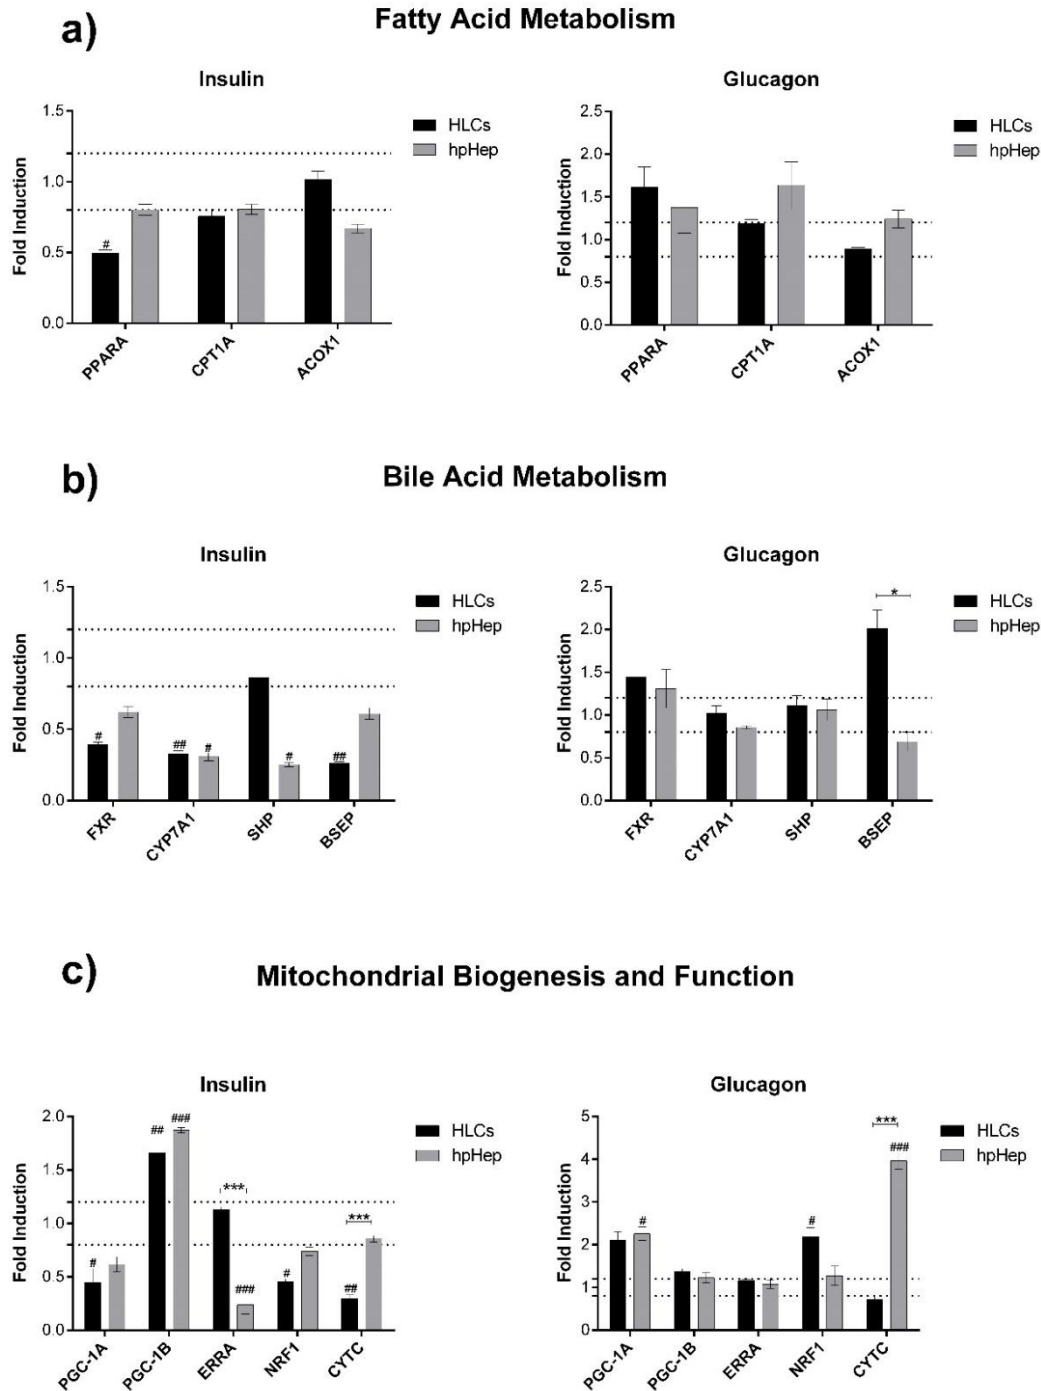 a)
Fatty Acid Metabolism
Insulin
Fold Induction
1.5
1.0
0.5
0.0
#
PPARA
CPT1A
ACOX1
HLCs
hpHep
Glucagon
Fold Induction
2.5
2.0
1.5
1.0
0.5
0.0
PPARA
CPT1A
ACOX1
HLCs
hpHep
b)
Bile Acid Metabolism
Insulin
Fold Induction
1.5
1.0
0.5
0.0
#
##
#
#
##
FXR
CYP7A1
SHP
BSEP
HLCs
hpHep
Glucagon
Fold Induction
2.5
2.0
1.5
1.0
0.5
0.0
*
FXR
CYP7A1
SHP
BSEP
HLCs
hpHep
c)
Mitochondrial Biogenesis and Function
Insulin
Fold Induction
2.0
1.5
1.0
0.5
0.0
#
##
###
***
###
#
***
##
PGC-1A
PGC-1B
ERRA
NRF1
CYTC
HLCs
hpHep
Glucagon
Fold Induction
5
4
3
2
1
0
#
#
***
###
PGC-1A
PGC-1B
ERRA
NRF1
CYTC
HLCs
hpHep